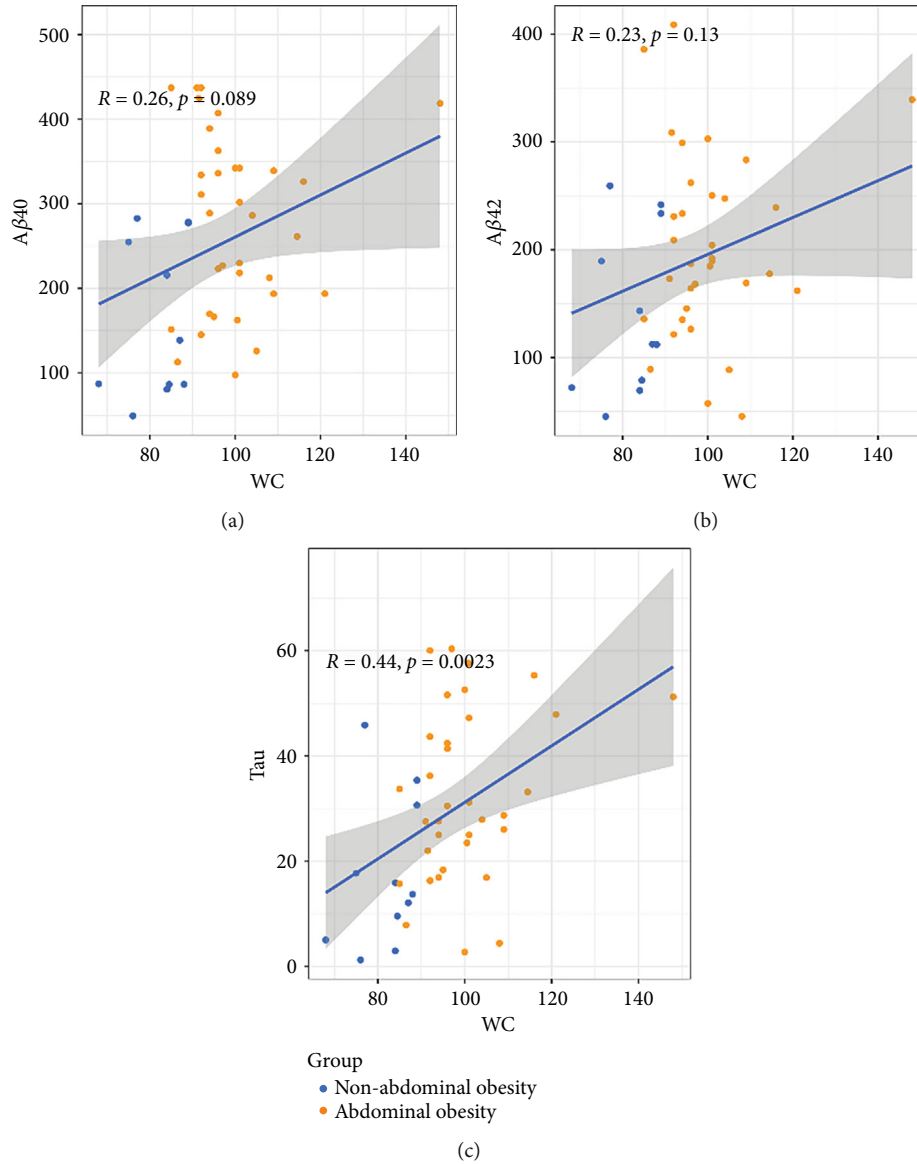 500
400
300
200
100
Aβ40
R = 0.26, p = 0.089
80 100 120 140
WC
(a)
400
300
200
100
Aβ42
R = 0.23, p = 0.13
80 100 120 140
WC
(b)
60
40
20
0
Tau
R = 0.44, p = 0.0023
80 100 120 140
WC
Group
Non-abdominal obesity
Abdominal obesity
(c)